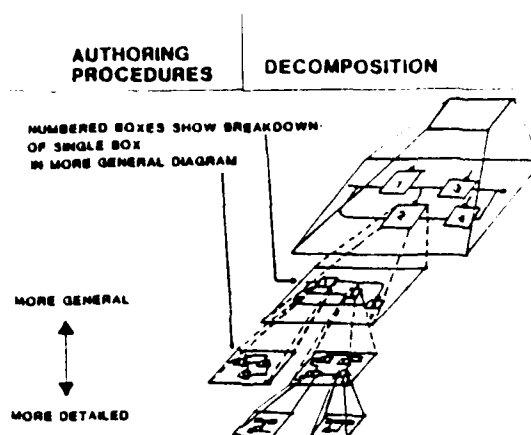 AUTHORING
PROCEDURES
DECOMPOSITION
NUMBERED BOXES SHOW BREAKDOWN
OF SINGLE BOX
IN MORE GENERAL DIAGRAM
1
3
2
4
MORE GENERAL
MORE DETAILED